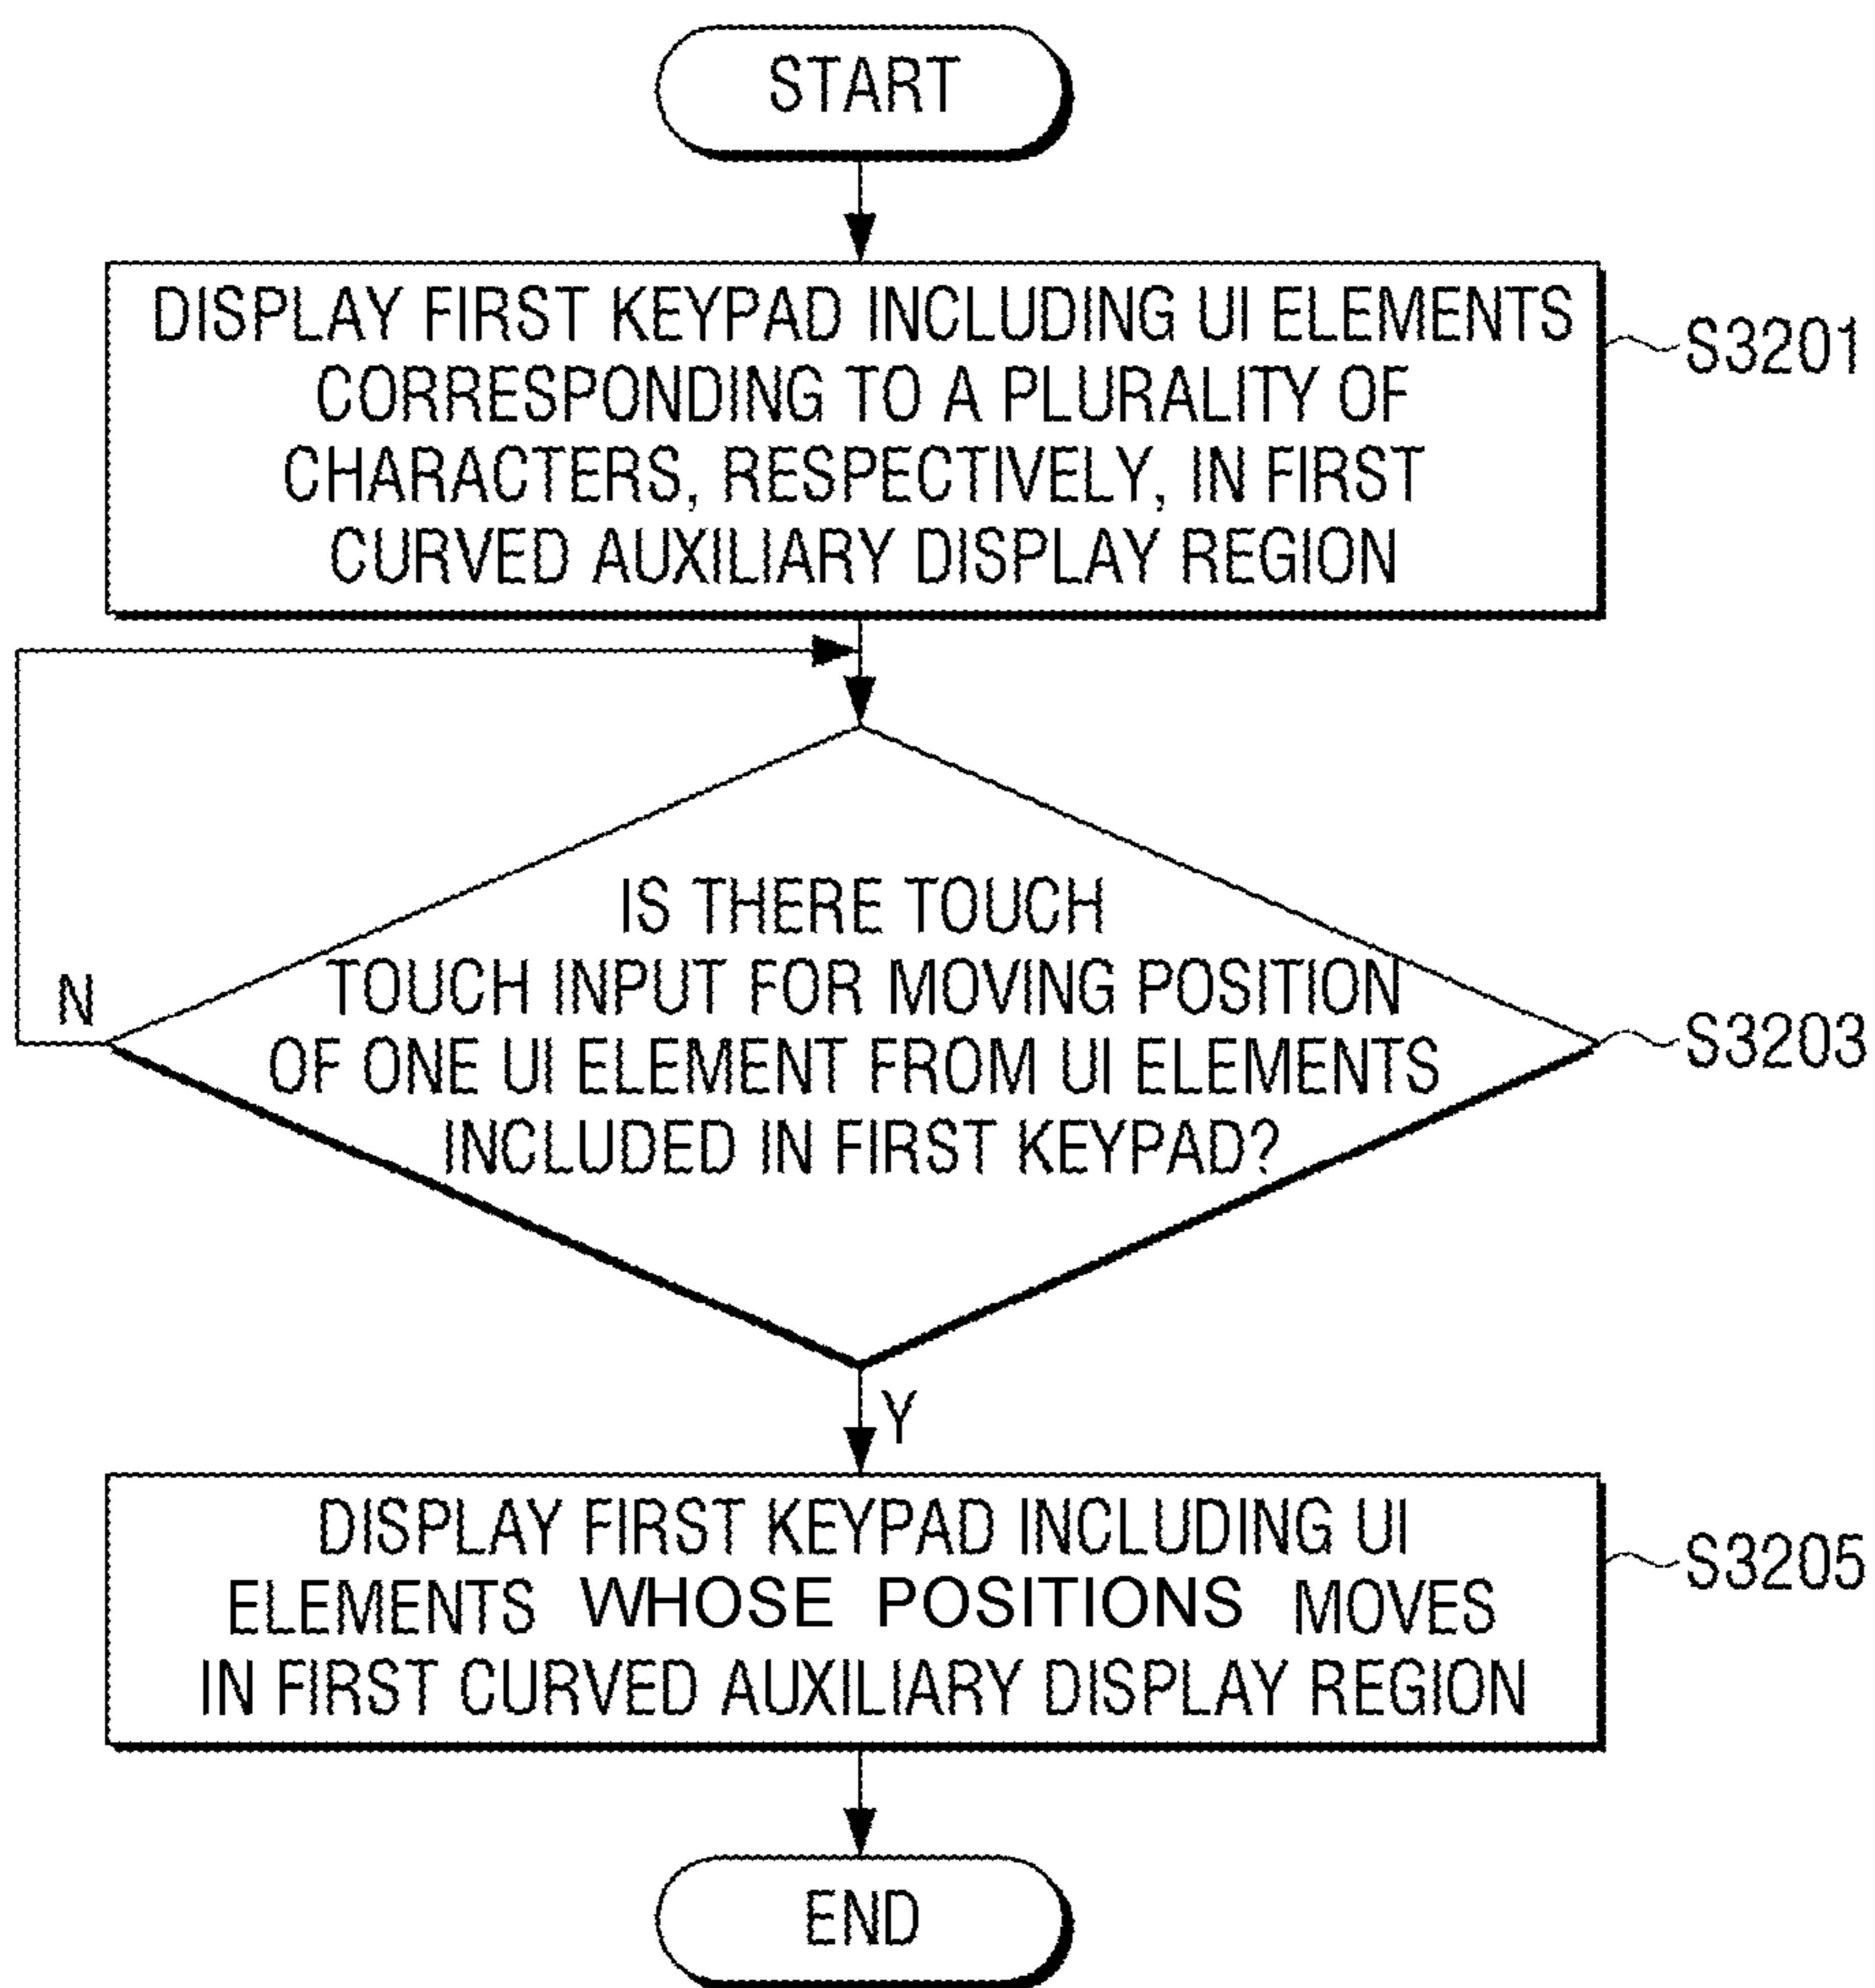 START
DISPLAY FIRST KEYPAD INCLUDING UI ELEMENTS
CORRESPONDING TO A PLURALITY OF
CHARACTERS, RESPECTIVELY, IN FIRST
CURVED AUXILIARY DISPLAY REGION
S3201
IS THERE TOUCH
TOUCH INPUT FOR MOVING POSITION
OF ONE UI ELEMENT FROM UI ELEMENTS
INCLUDED IN FIRST KEYPAD?
N
S3203
Y
DISPLAY FIRST KEYPAD INCLUDING UI
ELEMENTS WHOSE POSITIONS MOVES
IN FIRST CURVED AUXILIARY DISPLAY REGION
S3205
END